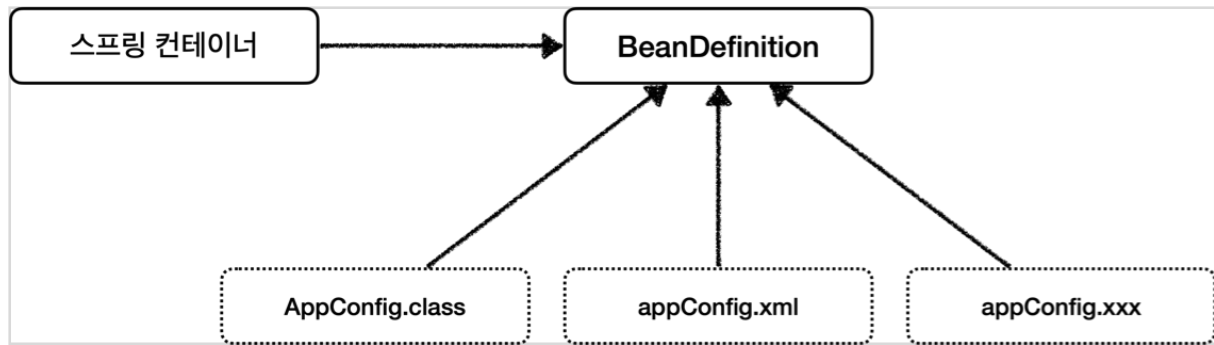 스프링 컨테이너
BeanDefinition
AppConfig.class
appConfig.xml
appConfig.xxx